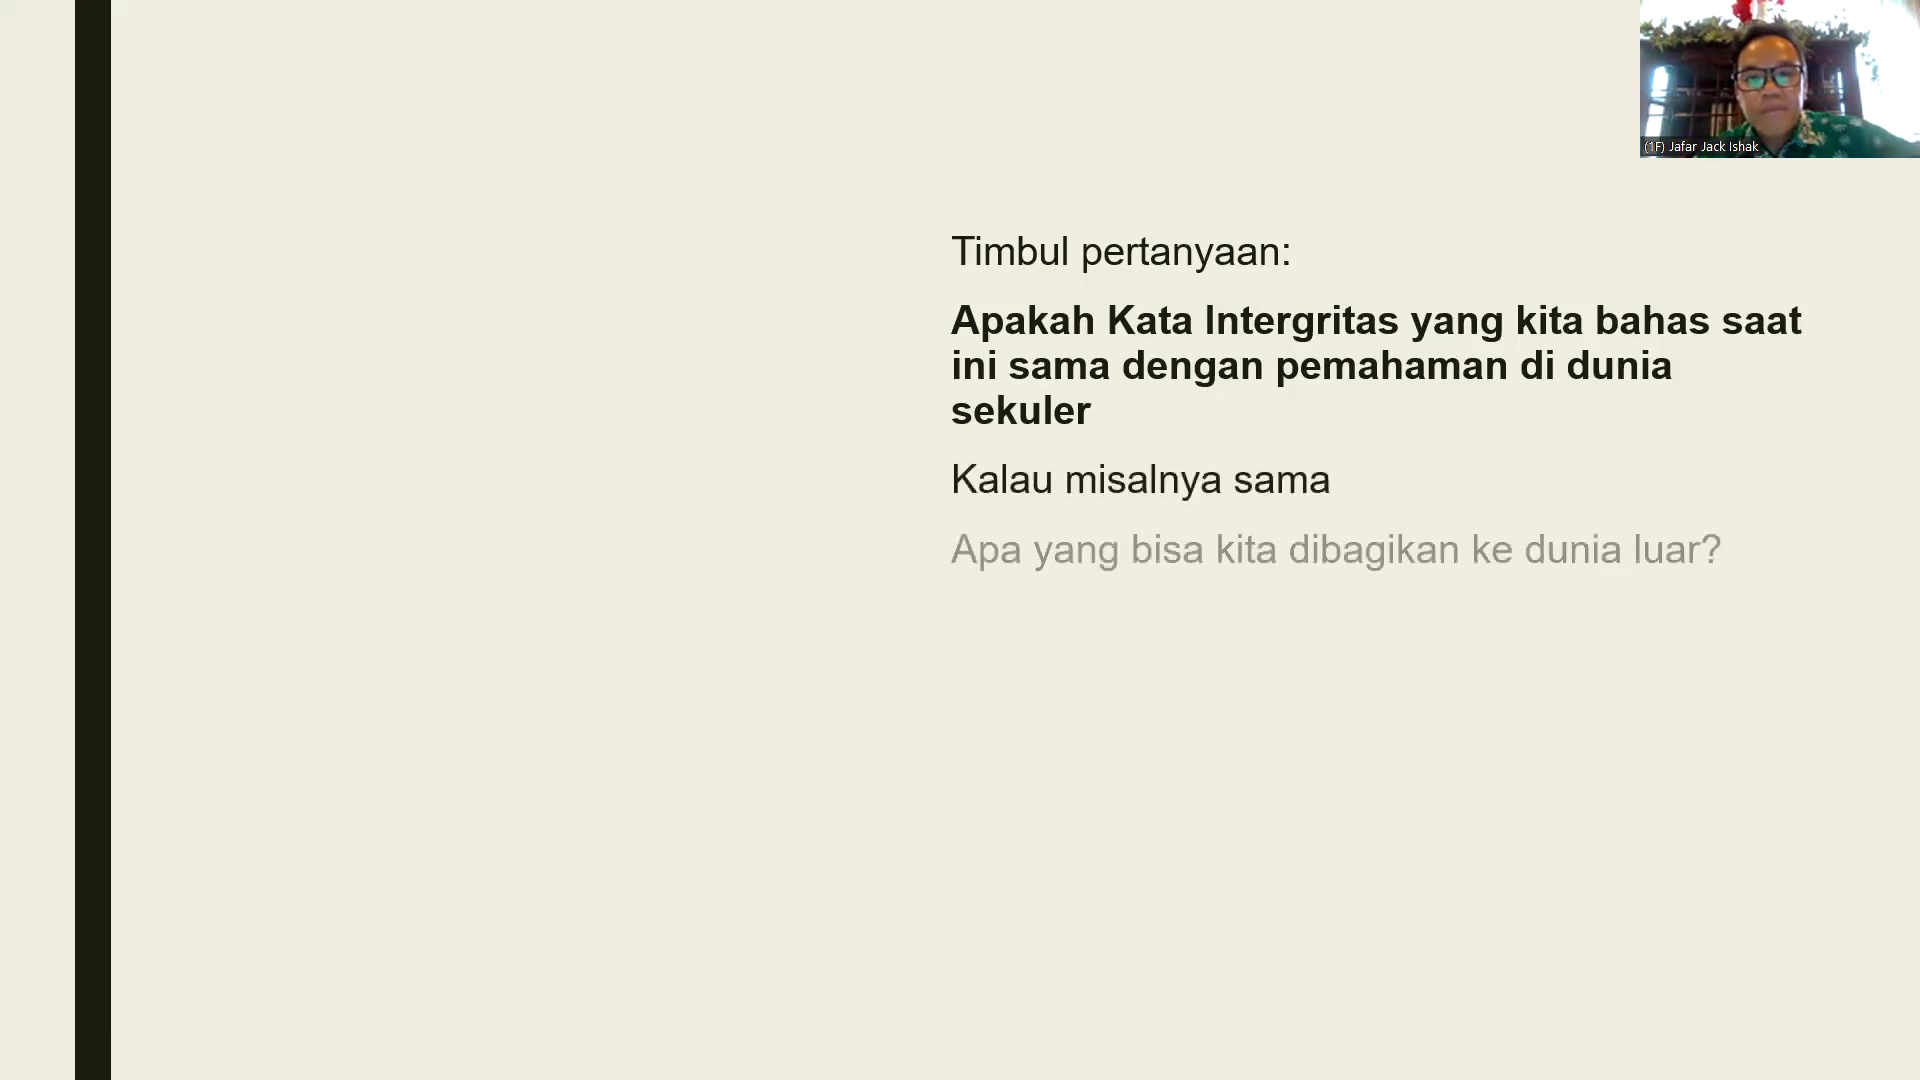 (1F) Jafar Jack Ishak
Timbul pertanyaan:
Apakah Kata Intergritas yang kita bahas saat
ini sama dengan pemahaman di dunia
sekuler
Kalau misalnya sama
Apa yang bisa kita dibagikan ke dunia luar?